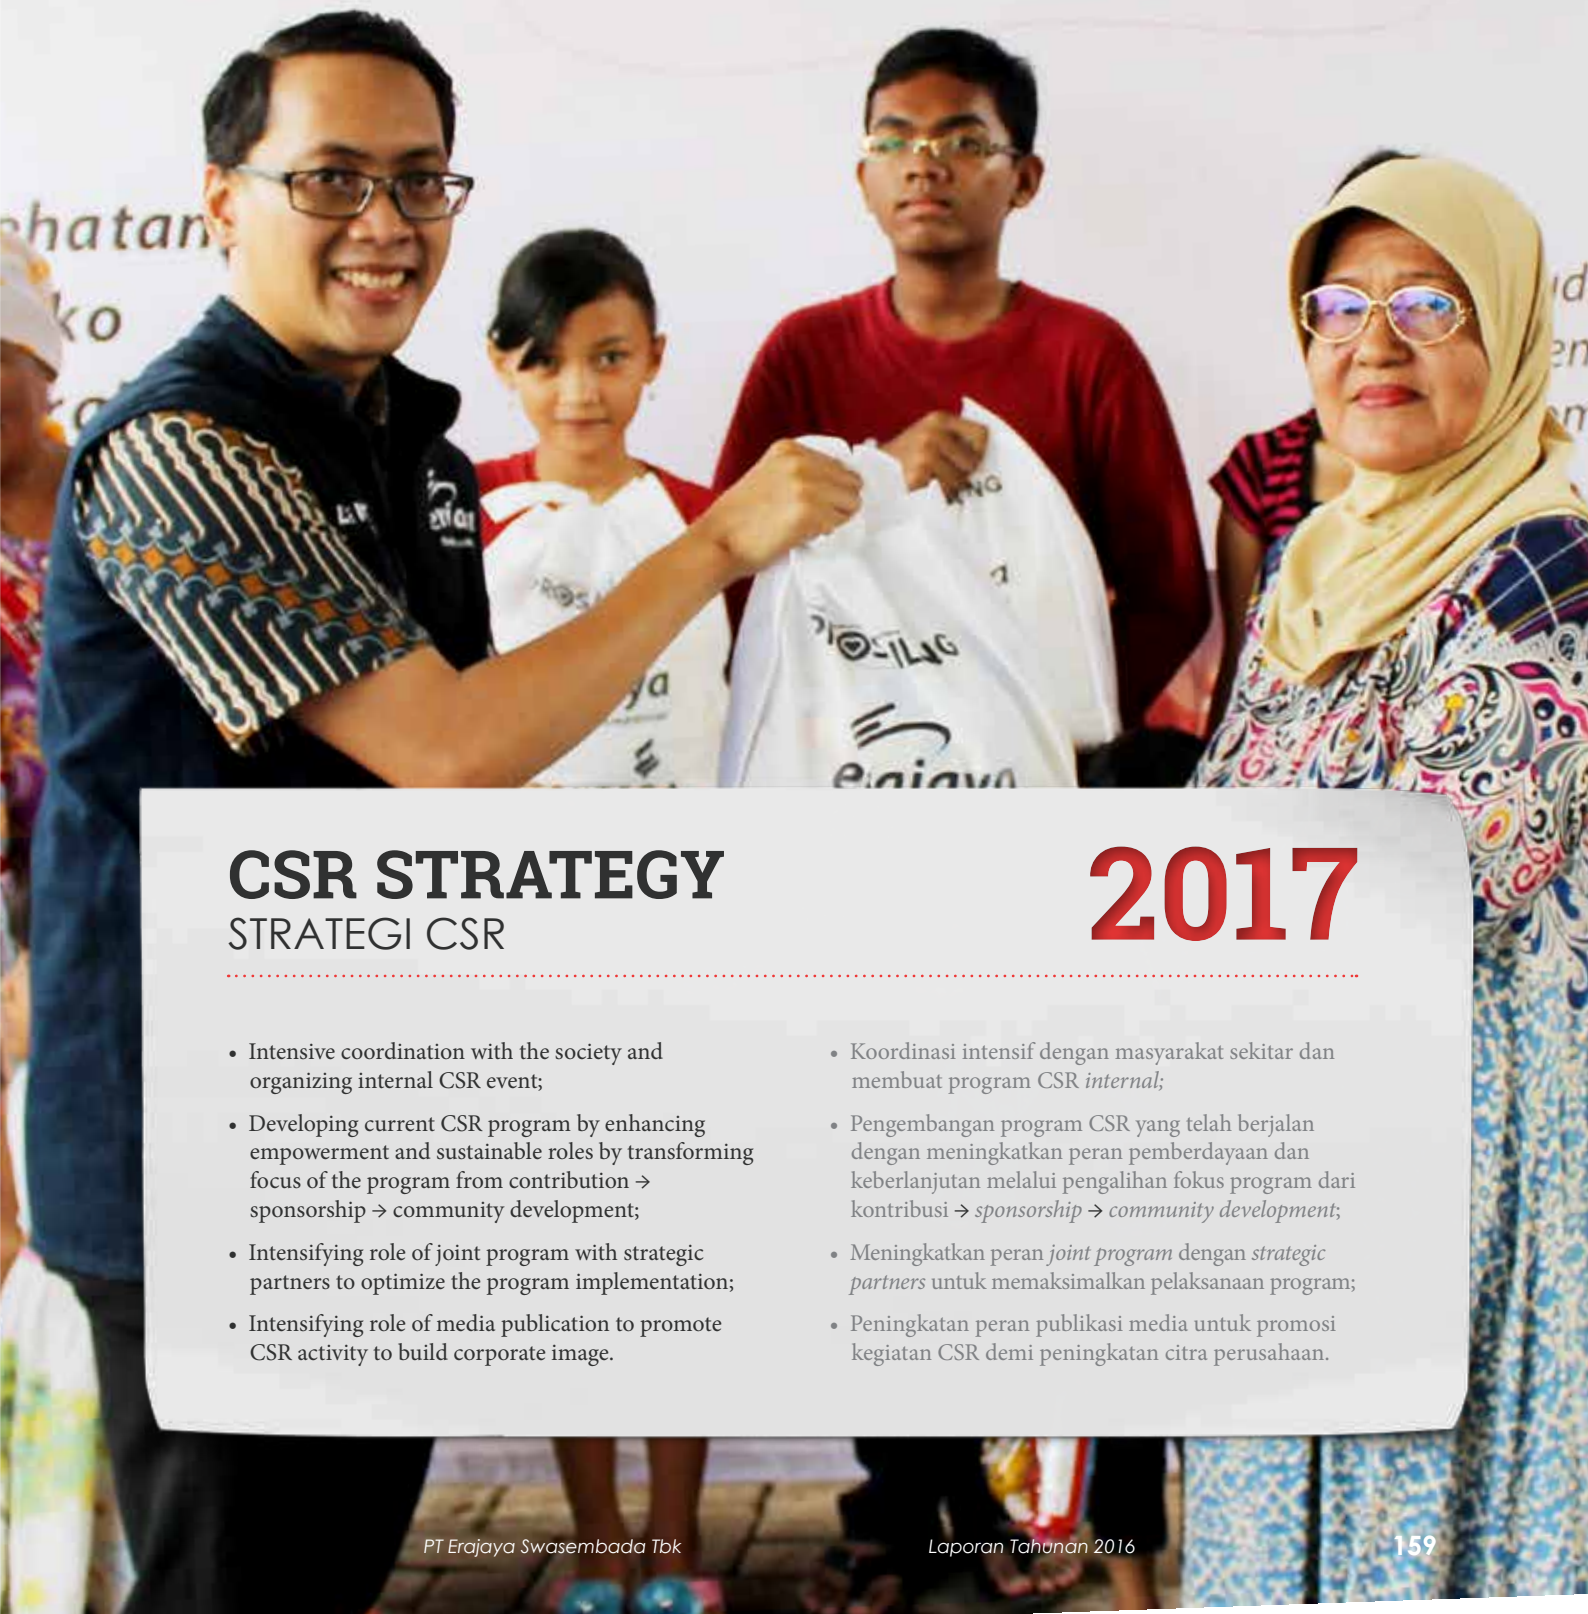 ko
erajaya
CSR STRATEGY
STRATEGI CSR
2017
• Intensive coordination with the society and
organizing internal CSR event;
• Developing current CSR program by enhancing
empowerment and sustainable roles by transforming
focus of the program from contribution →
sponsorship → community development;
• Intensifying role of joint program with strategic
partners to optimize the program implementation;
• Intensifying role of media publication to promote
CSR activity to build corporate image.
• Koordinasi intensif dengan masyarakat sekitar dan
membuat program CSR internal;
• Pengembangan program CSR yang telah berjalan
dengan meningkatkan peran pemberdayaan dan
keberlanjutan melalui pengalihan fokus program dari
kontribusi → sponsorship → community development;
• Meningkatkan peran joint program dengan strategic
partners untuk memaksimalkan pelaksanaan program;
• Peningkatan peran publikasi media untuk promosi
kegiatan CSR demi peningkatan citra perusahaan.
PT Erajaya Swasembada Tbk
Laporan Tahunan 2016
159